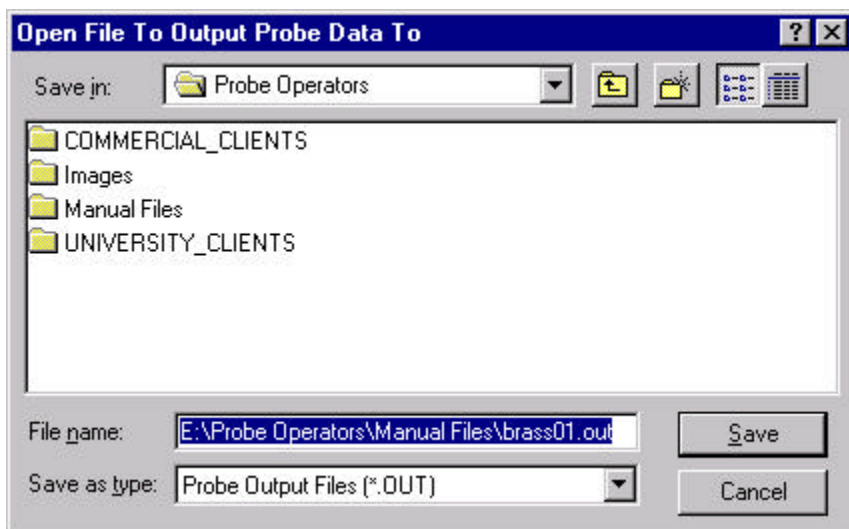 Open File To Output Probe Data To
Save in: Probe Operators
COMMERCIAL_CLIENTS
Images
Manual Files
UNIVERSITY_CLIENTS
File name: E:\Probe Operators\Manual Files\brass01.out Save
Save as type: Probe Output Files (*.OUT) Cancel